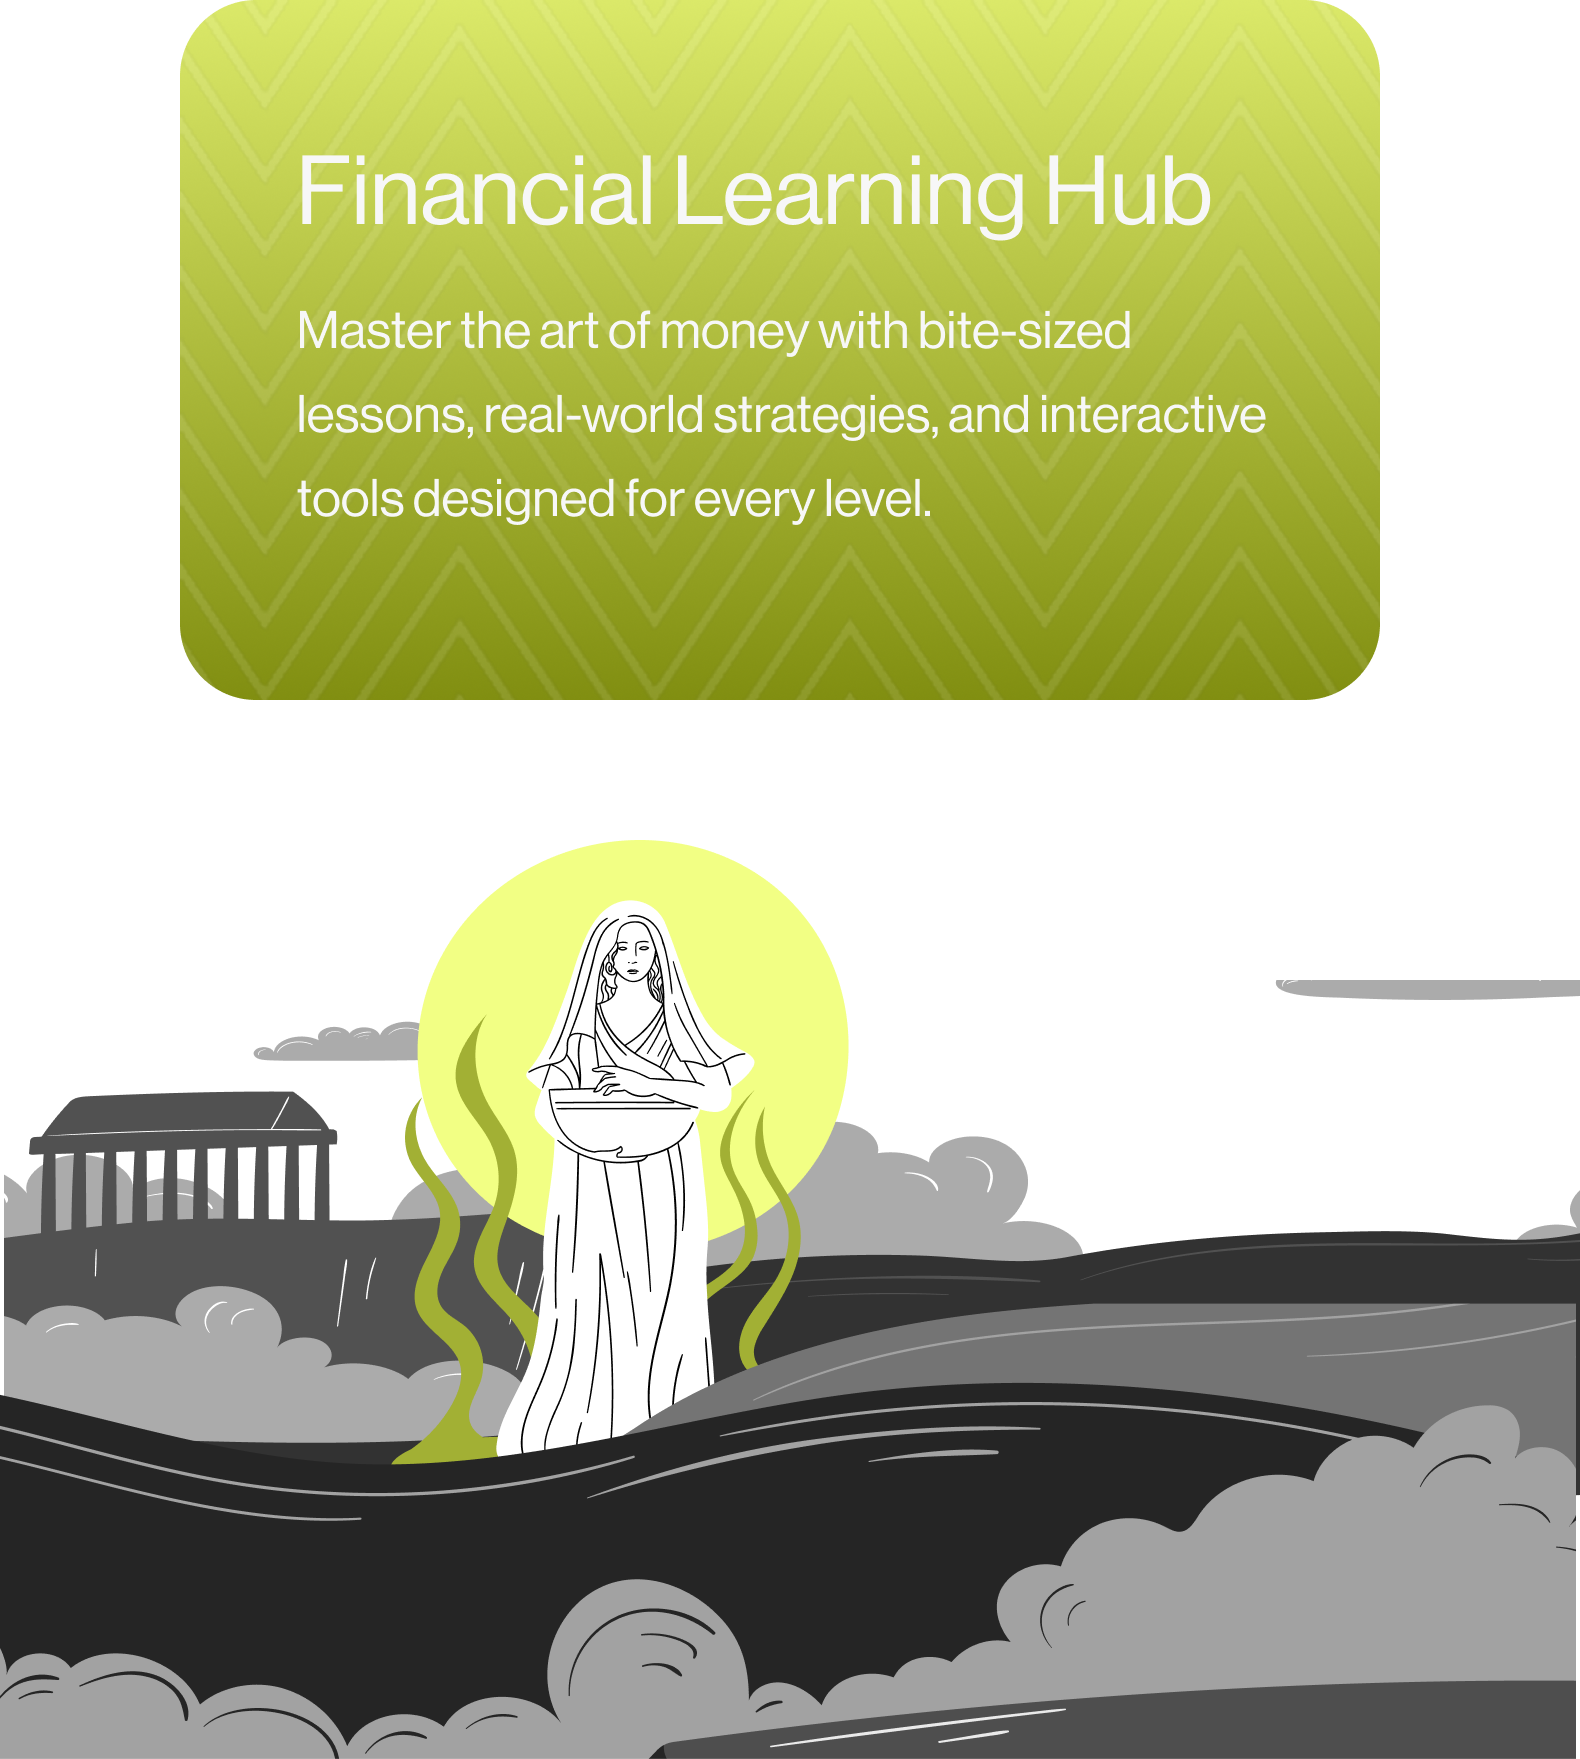 Financial Learning Hub
Master the art of money with bite-sized
lessons, real-world strategies, and interactive
tools designed for every level.